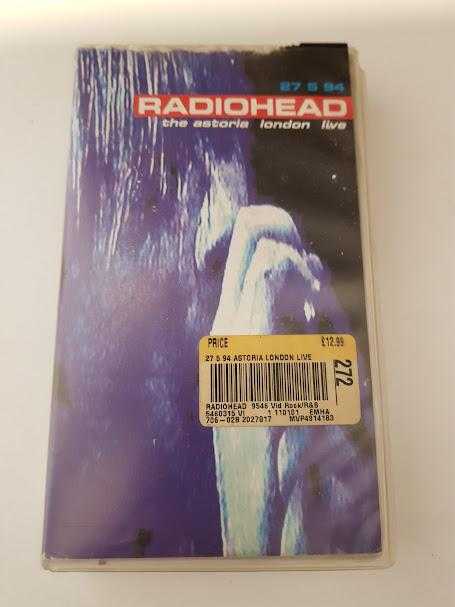 27 5 94
RADIOHEAD
the astoria london live
PRICE £12.99
27 5 94 ASTORIA LONDON LIVE
272
RADIOHEAD 9546 Vid Rock/R&B
5460315 VI 1 110101 EMHA
706-028 2027017 MVP4914183